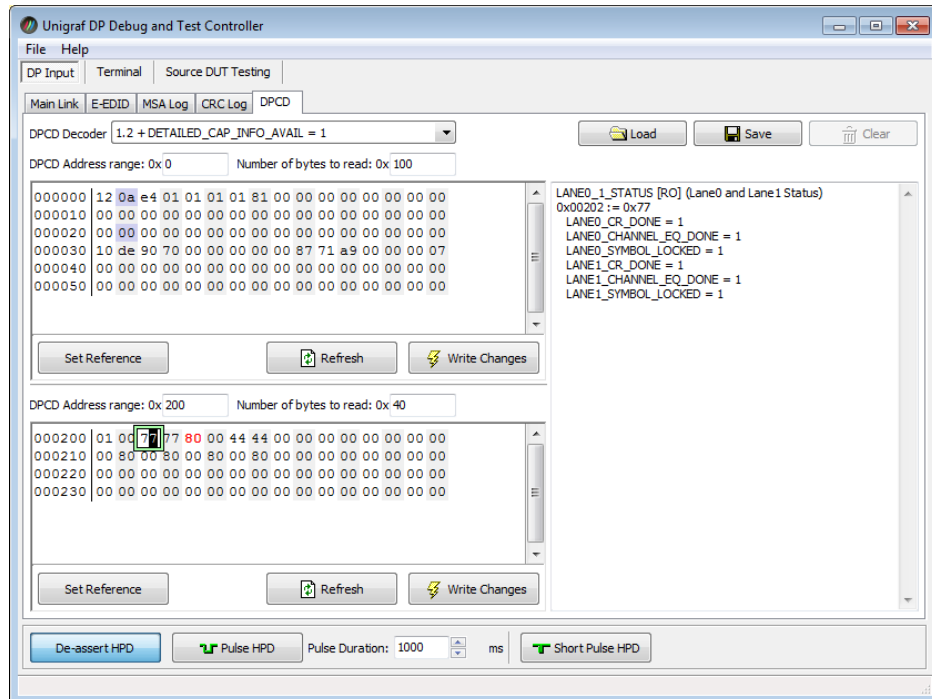 Unigraf DP Debug and Test Controller
File Help
DP Input Terminal Source DUT Testing
Main Link E-EDID MSA Log CRC Log DPCD
DPCD Decoder 1.2 + DETAILED_CAP_INFO_AVAIL = 1 Load Save Clear
DPCD Address range: 0x 0 Number of bytes to read: 0x 100
000000 12 0a e4 01 01 01 01 81 00 00 00 00 00 00 00 00
000010 00 00 00 00 00 00 00 00 00 00 00 00 00 00 00 00
000020 00 00 00 00 00 00 00 00 00 00 00 00 00 00 00 00
000030 10 de 90 70 00 00 00 00 00 87 71 a9 00 00 00 07
000040 00 00 00 00 00 00 00 00 00 00 00 00 00 00 00 00
000050 00 00 00 00 00 00 00 00 00 00 00 00 00 00 00 00
Set Reference Refresh Write Changes
DPCD Address range: 0x 200 Number of bytes to read: 0x 40
000200 01 00 77 77 80 00 44 44 00 00 00 00 00 00 00 00
000210 00 80 00 80 00 80 00 80 00 00 00 00 00 00 00 00
000220 00 00 00 00 00 00 00 00 00 00 00 00 00 00 00 00
000230 00 00 00 00 00 00 00 00 00 00 00 00 00 00 00 00
Set Reference Refresh Write Changes
LANE0_1_STATUS [RO] (Lane0 and Lane1 Status)
0x00202 := 0x77
LANE0_CR_DONE = 1
LANE0_CHANNEL_EQ_DONE = 1
LANE0_SYMBOL_LOCKED = 1
LANE1_CR_DONE = 1
LANE1_CHANNEL_EQ_DONE = 1
LANE1_SYMBOL_LOCKED = 1
De-assert HPD Pulse HPD Pulse Duration: 1000 ms Short Pulse HPD